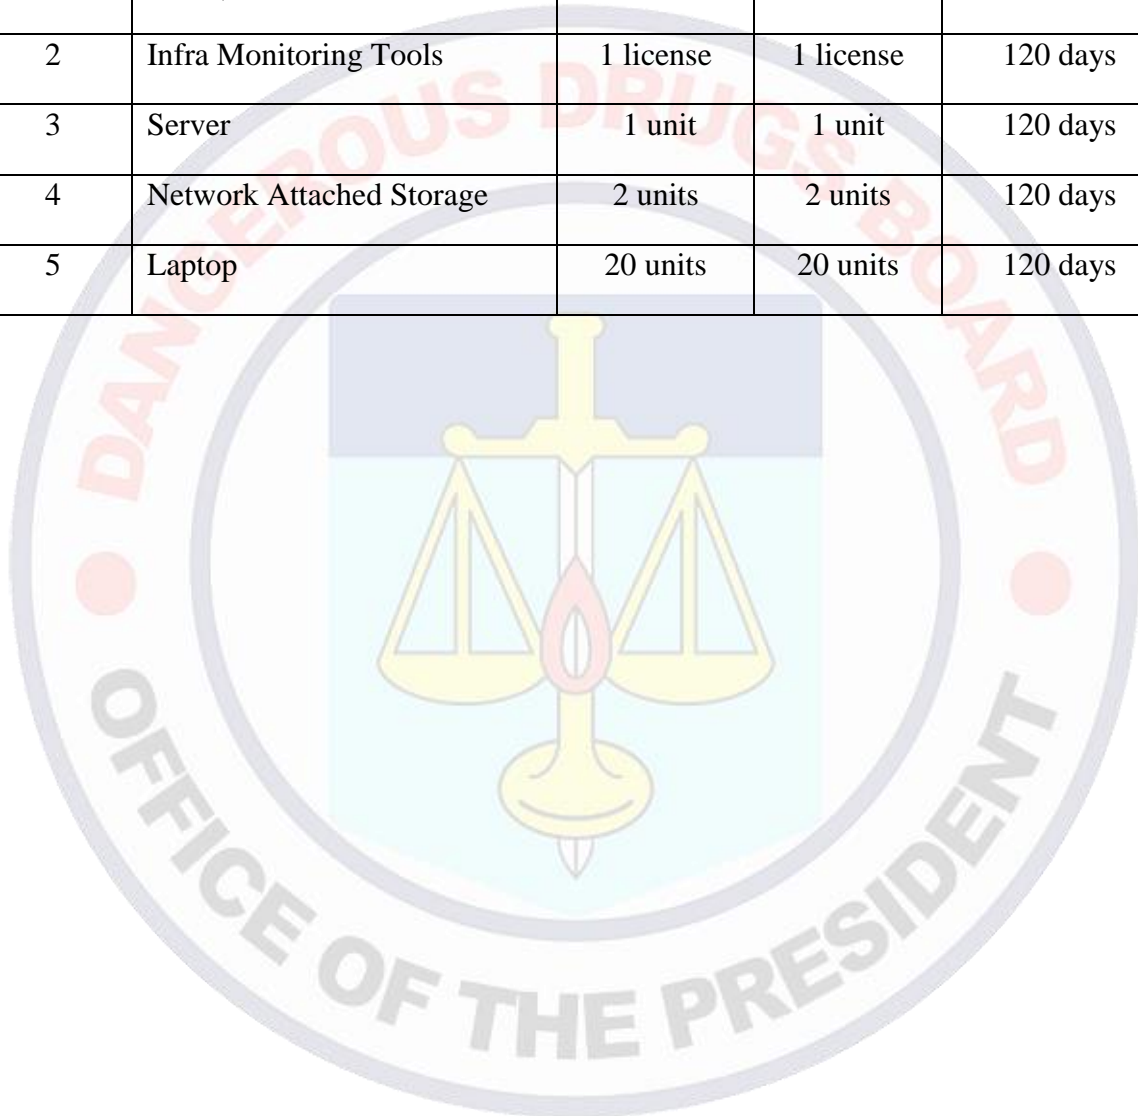 2 Infra Monitoring Tools 1 license 1 license 120 days
3 Server 1 unit 1 unit 120 days
4 Network Attached Storage 2 units 2 units 120 days
5 Laptop 20 units 20 units 120 days
DANGEROUS DRUGS BOARD
OFFICE OF THE PRESIDENT